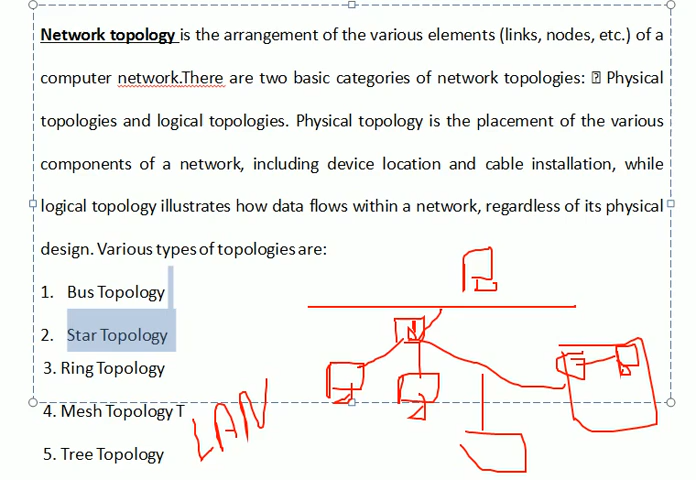 Network topology is the arrangement of the various elements (links, nodes, etc.) of a
computer network.There are two basic categories of network topologies: ⍰ Physical
topologies and logical topologies. Physical topology is the placement of the various
components of a network, including device location and cable installation, while
logical topology illustrates how data flows within a network, regardless of its physical
design. Various types of topologies are:
1. Bus Topology
2. Star Topology
3. Ring Topology
4. Mesh Topology T
5. Tree Topology
LAN